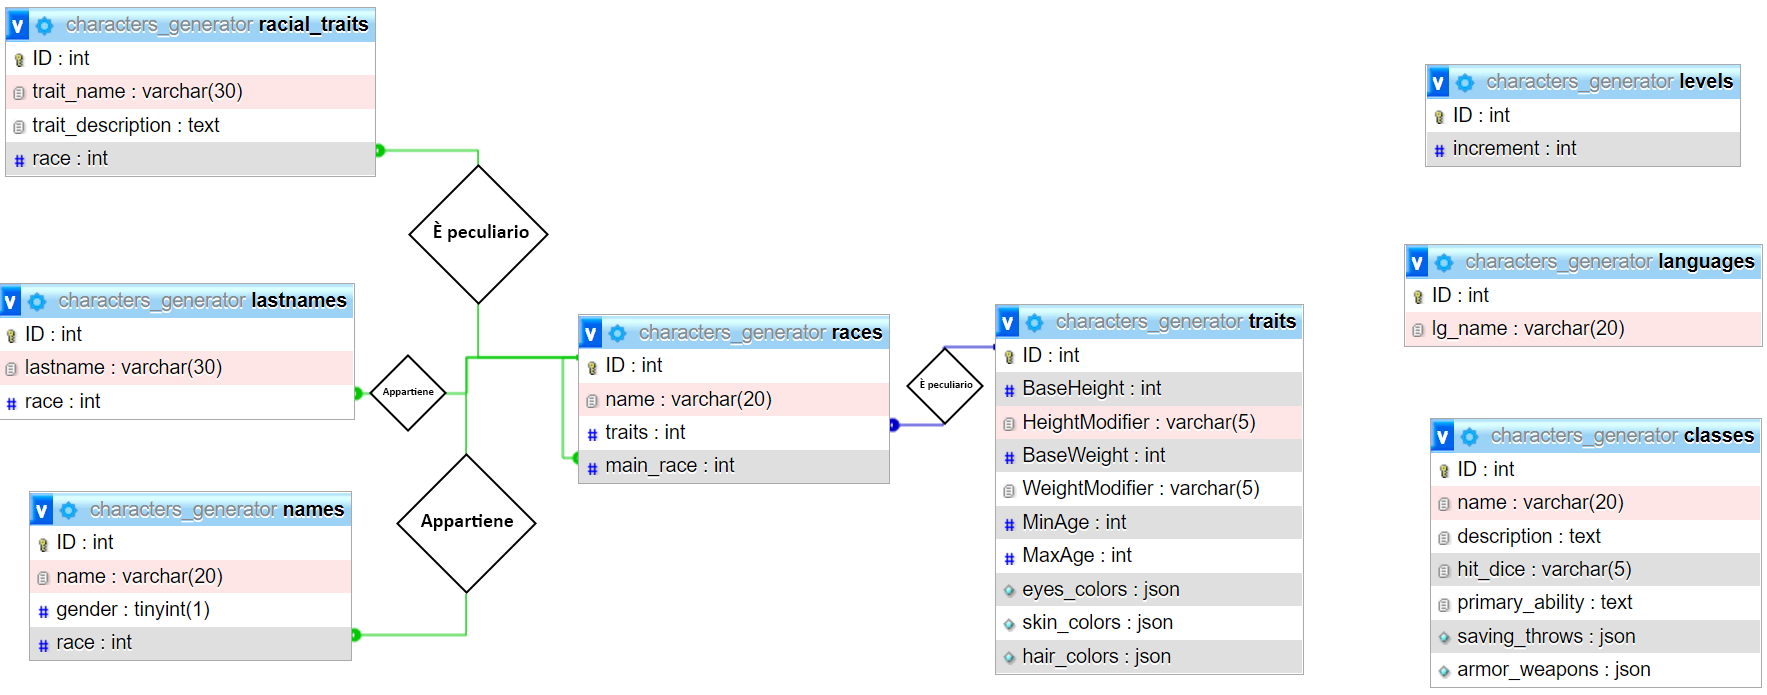 v characters_generator racial_traits
ID : int
trait_name : varchar(30)
trait_description : text
# race : int
È peculiario
v characters_generator lastnames
ID : int
lastname : varchar(30)
# race : int
Appartiene
v characters_generator names
ID : int
name : varchar(20)
# gender : tinyint(1)
# race : int
Appartiene
v characters_generator races
ID : int
name : varchar(20)
# traits : int
# main_race : int
È peculiario
v characters_generator traits
ID : int
# BaseHeight : int
HeightModifier : varchar(5)
# BaseWeight : int
WeightModifier : varchar(5)
# MinAge : int
# MaxAge : int
eyes_colors : json
skin_colors : json
hair_colors : json
v characters_generator levels
ID : int
# increment : int
v characters_generator languages
ID : int
lg_name : varchar(20)
v characters_generator classes
ID : int
name : varchar(20)
description : text
hit_dice : varchar(5)
primary_ability : text
saving_throws : json
armor_weapons : json